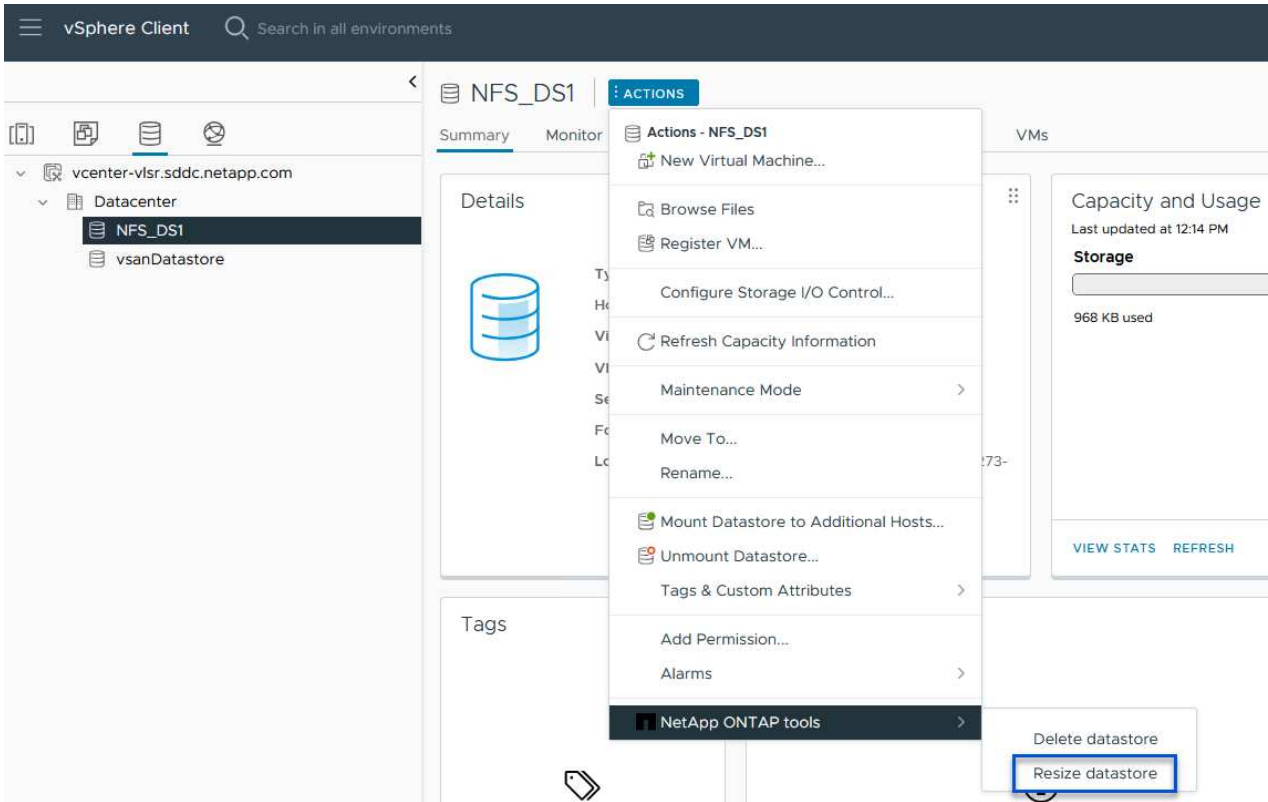 vSphere Client
Search in all environments
NFS_DS1
ACTIONS
Summary
Monitor
VMs
Actions - NFS_DS1
New Virtual Machine...
Browse Files
Register VM...
Configure Storage I/O Control...
Refresh Capacity Information
Maintenance Mode
Move To...
Rename...
Mount Datastore to Additional Hosts...
Unmount Datastore...
Tags & Custom Attributes
Add Permission...
Alarms
NetApp ONTAP tools
Delete datastore
Resize datastore
vcenter-vlsr.sddc.netapp.com
Datacenter
NFS_DS1
vsanDatastore
Details
273-
Capacity and Usage
Last updated at 12:14 PM
Storage
968 KB used
VIEW STATS REFRESH
Tags